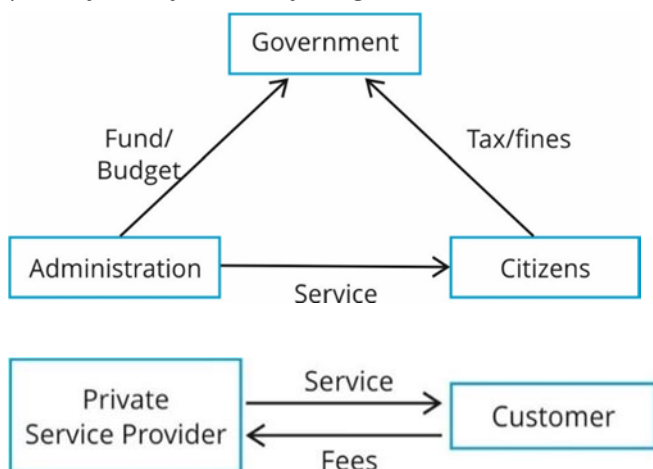 Government
Fund/
Budget
Tax/fines
Administration
Citizens
Service
Private
Service Provider
Service
Customer
Fees